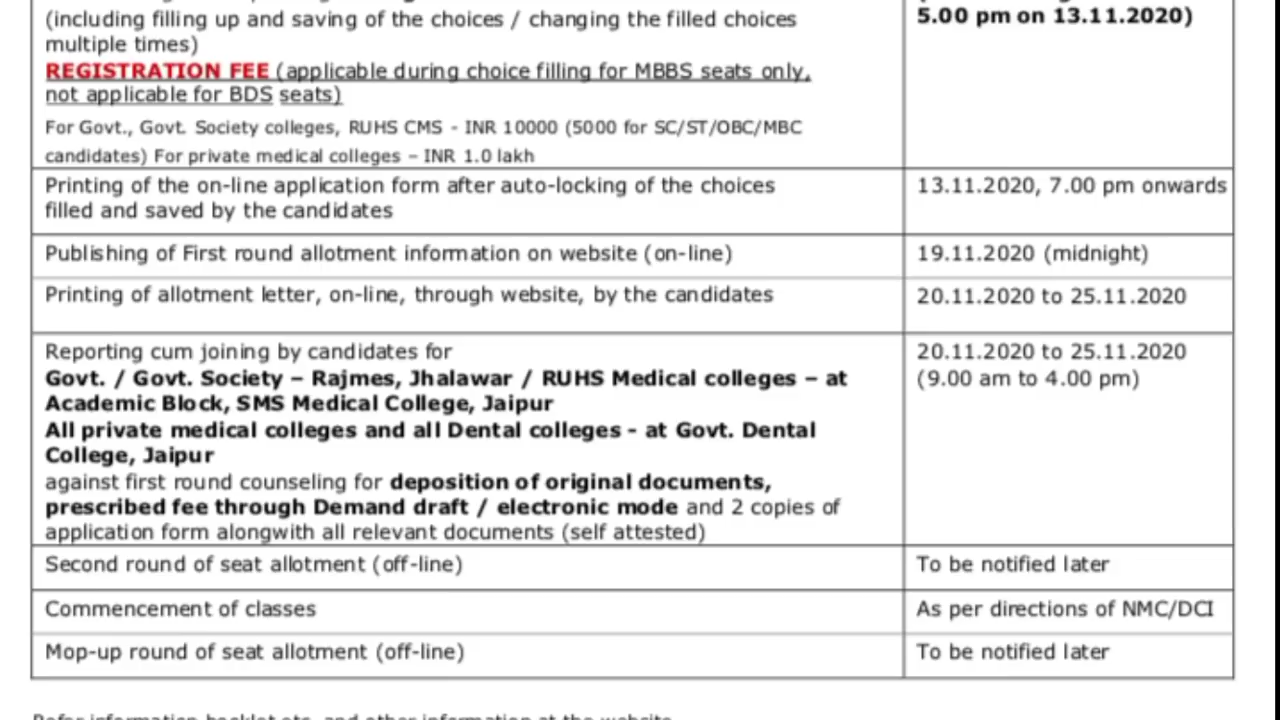 (including filling up and saving of the choices / changing the filled choices
multiple times)
5.00 pm on 13.11.2020)
REGISTRATION FEE (applicable during choice filling for MBBS seats only,
not applicable for BDS seats)
For Govt., Govt. Society colleges, RUHS CMS - INR 10000 (5000 for SC/ST/OBC/MBC
candidates) For private medical colleges – INR 1.0 lakh
Printing of the on-line application form after auto-locking of the choices
filled and saved by the candidates
13.11.2020, 7.00 pm onwards
Publishing of First round allotment information on website (on-line)
19.11.2020 (midnight)
Printing of allotment letter, on-line, through website, by the candidates
20.11.2020 to 25.11.2020
Reporting cum joining by candidates for
Govt. / Govt. Society – Rajmes, Jhalawar / RUHS Medical colleges – at
Academic Block, SMS Medical College, Jaipur
All private medical colleges and all Dental colleges - at Govt. Dental
College, Jaipur
against first round counseling for deposition of original documents,
prescribed fee through Demand draft / electronic mode and 2 copies of
application form alongwith all relevant documents (self attested)
20.11.2020 to 25.11.2020
(9.00 am to 4.00 pm)
Second round of seat allotment (off-line)
To be notified later
Commencement of classes
As per directions of NMC/DCI
Mop-up round of seat allotment (off-line)
To be notified later
Refer information booklet etc. and other information at the website